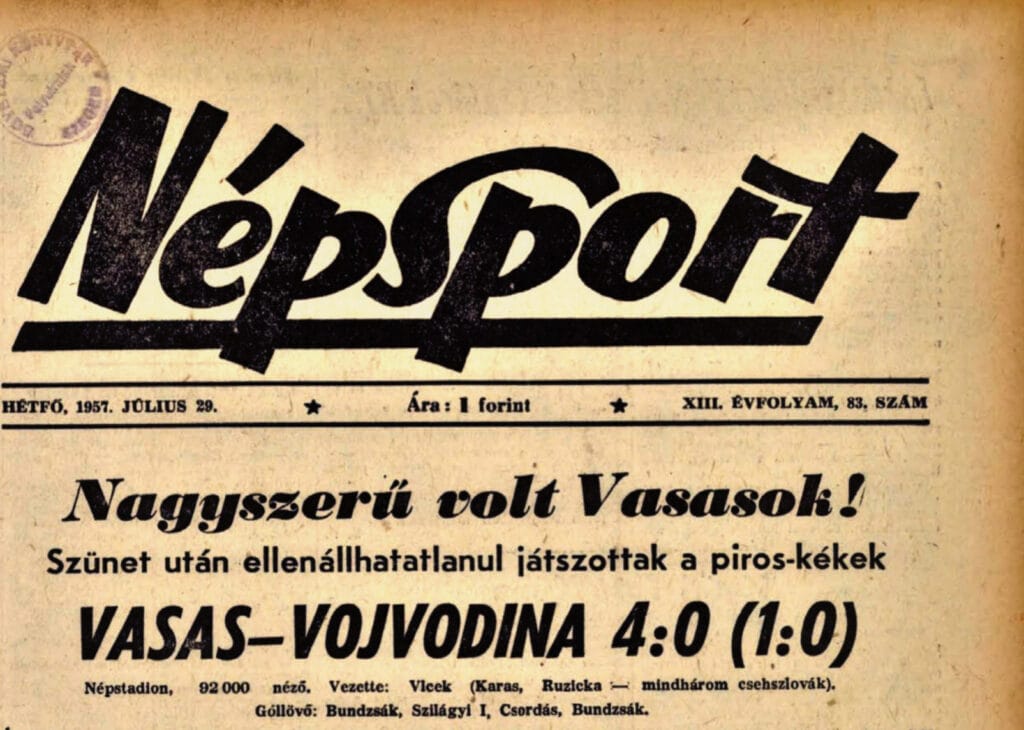 EGYETEMI KÖNYVTÁR
Népsport
HÉTFŐ, 1957. JÚLIUS 29. ★ Ára: 1 forint ★ XIII. ÉVFOLYAM, 83. SZÁM
Nagyszerű volt Vasasok!
Szünet után ellenállhatatlanul játszottak a piros-kékek
VASAS—VOJVODINA 4:0 (1:0)
Népstadion, 92 000 néző. Vezette: Vlcek (Karas, Ruzicka — mindhárom csehszlovák).
Góllövő: Bundzsák, Szilágyi I, Csordás, Bundzsák.